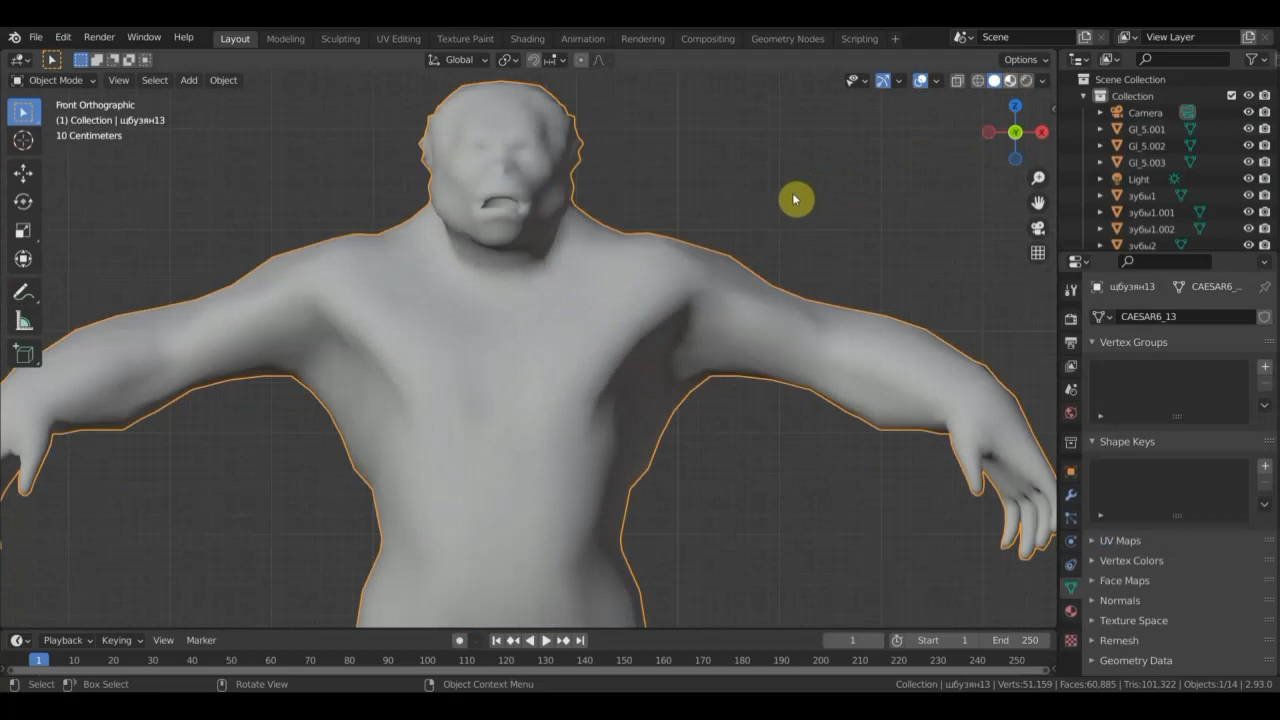 File Edit Render Window Help Layout Modeling Sculpting UV Editing Texture Paint Shading Animation Rendering Compositing Geometry Nodes Scripting + Scene View Layer
Global Options
Object Mode View Select Add Object
Front Orthographic
(1) Collection | щбузян13
10 Centimeters
Z
X
-Y
Scene Collection
Collection
Camera
Gl_5.001
Gl_5.002
Gl_5.003
Light
зубы1
зубы1.001
зубы1.002
зубы2
щбузян13 CAESAR6_...
CAESAR6_13
Vertex Groups
Shape Keys
UV Maps
Vertex Colors
Face Maps
Normals
Texture Space
Remesh
Geometry Data
Playback Keying View Marker 1 Start 1 End 250
1 10 20 30 40 50 60 70 80 90 100 110 120 130 140 150 160 170 180 190 200 210 220 230 240 250
Select Box Select Rotate View Object Context Menu Collection | щбузян13 | Verts:51,159 | Faces:60,885 | Tris:101,322 | Objects:1/14 | 2.93.0